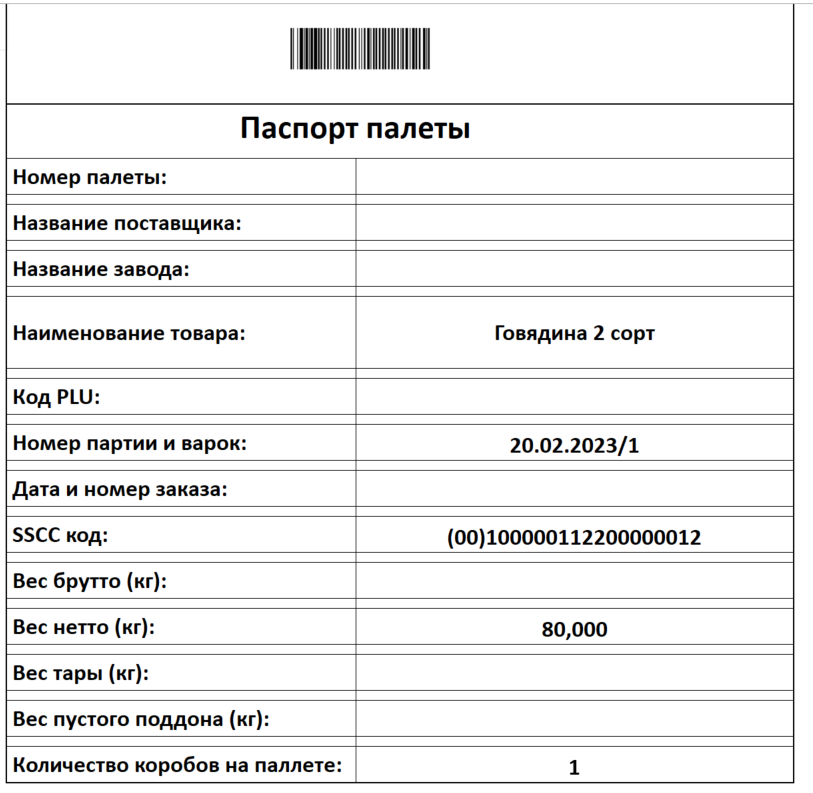 Паспорт палеты
Номер палеты:
Название поставщика:
Название завода:
Наименование товара: Говядина 2 сорт
Код PLU:
Номер партии и варок: 20.02.2023/1
Дата и номер заказа:
SSCC код: (00)100000112200000012
Вес брутто (кг):
Вес нетто (кг): 80,000
Вес тары (кг):
Вес пустого поддона (кг):
Количество коробов на паллете: 1